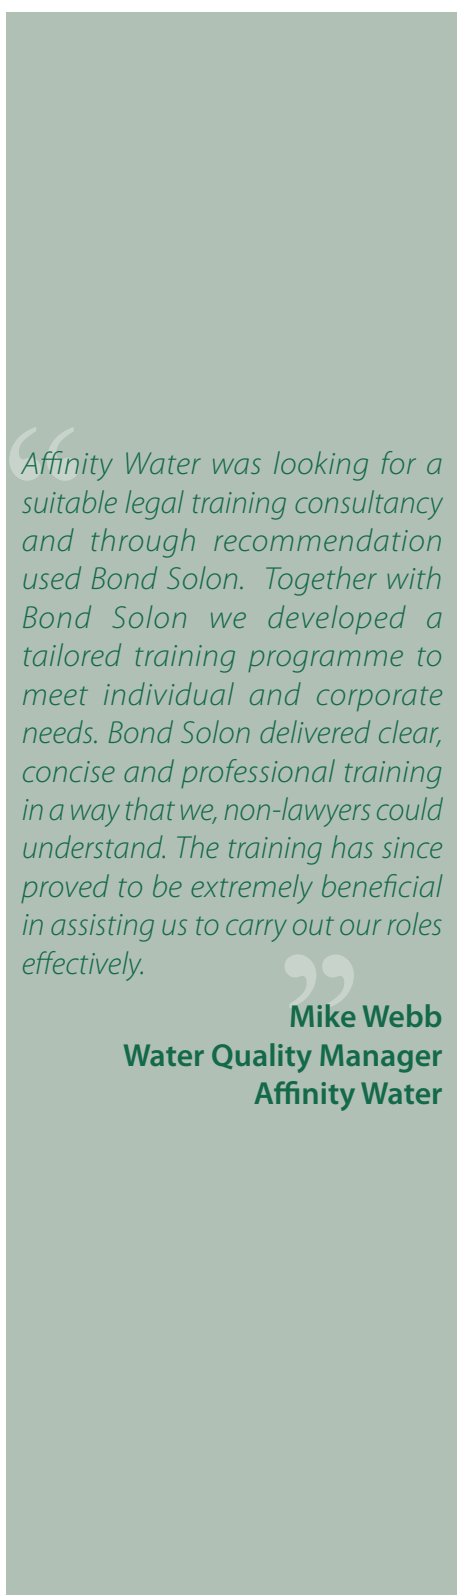 “
Affinity Water was looking for a
suitable legal training consultancy
and through recommendation
used Bond Solon.  Together with
Bond Solon we developed a
tailored training programme to
meet individual and corporate
needs. Bond Solon delivered clear,
concise and professional training
in a way that we, non-lawyers could
understand. The training has since
proved to be extremely beneficial
in assisting us to carry out our roles
effectively.
”
Mike Webb
Water Quality Manager
Affinity Water